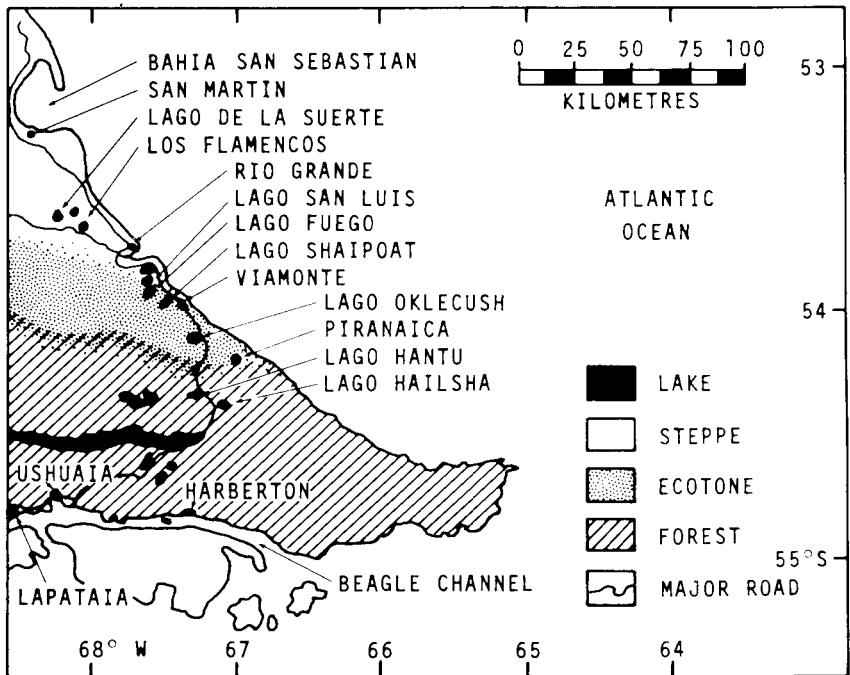 BAHIA SAN SEBASTIAN
SAN MARTIN
LAGO DE LA SUERTE
LOS FLAMENCOS
RIO GRANDE
LAGO SAN LUIS
LAGO FUEGO
LAGO SHAIPOAT
VIAMONTE
LAGO OKLECUSH
PIRANAICA
LAGO HANTU
LAGO HAILSHA
USHUAIA
HARBERTON
LAPATAIA
BEAGLE CHANNEL
0 25 50 75 100
KILOMETRES
ATLANTIC
OCEAN
LAKE
STEPPE
ECOTONE
FOREST
MAJOR ROAD
53
54
55°S
68° W 67 66 65 64